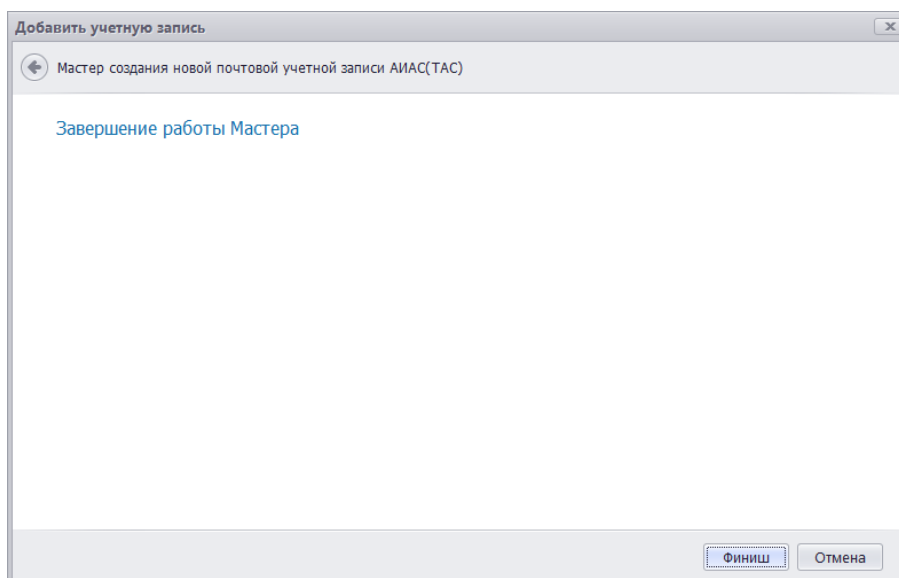 Добавить учетную запись
Мастер создания новой почтовой учетной записи АИАС(ТАС)
Завершение работы Мастера
Финиш
Отмена